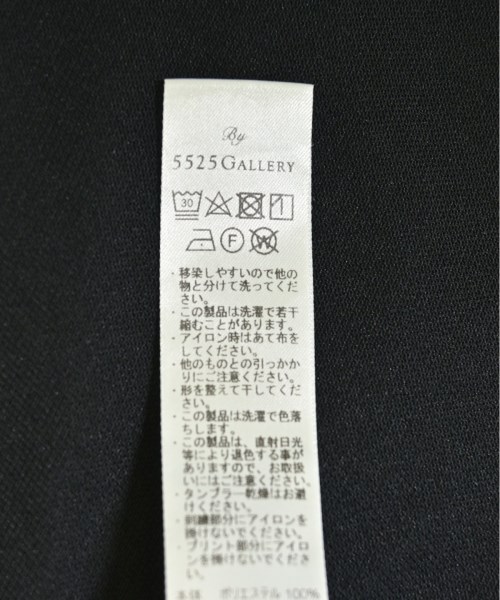 By
5525GALLERY
30
F
W
・移染しやすいので他の
物と分けて洗ってくだ
さい。
・この製品は洗濯で若干
縮むことがあります。
・アイロン時はあて布を
してください。
・他のものとの引っかか
りにご注意ください。
・形を整えて干してくだ
さい。
・この製品は洗濯で色落
ちします。
・この製品は、直射日光
等により退色する事が
ありますので、お取扱
いにはご注意ください。
・タンブラー乾燥はお避
けください。
・刺繍部分にアイロンを
掛けないでください。
・プリント部分にアイロ
ンを掛けないでくださ
い。
本体 ポリエステル 100%